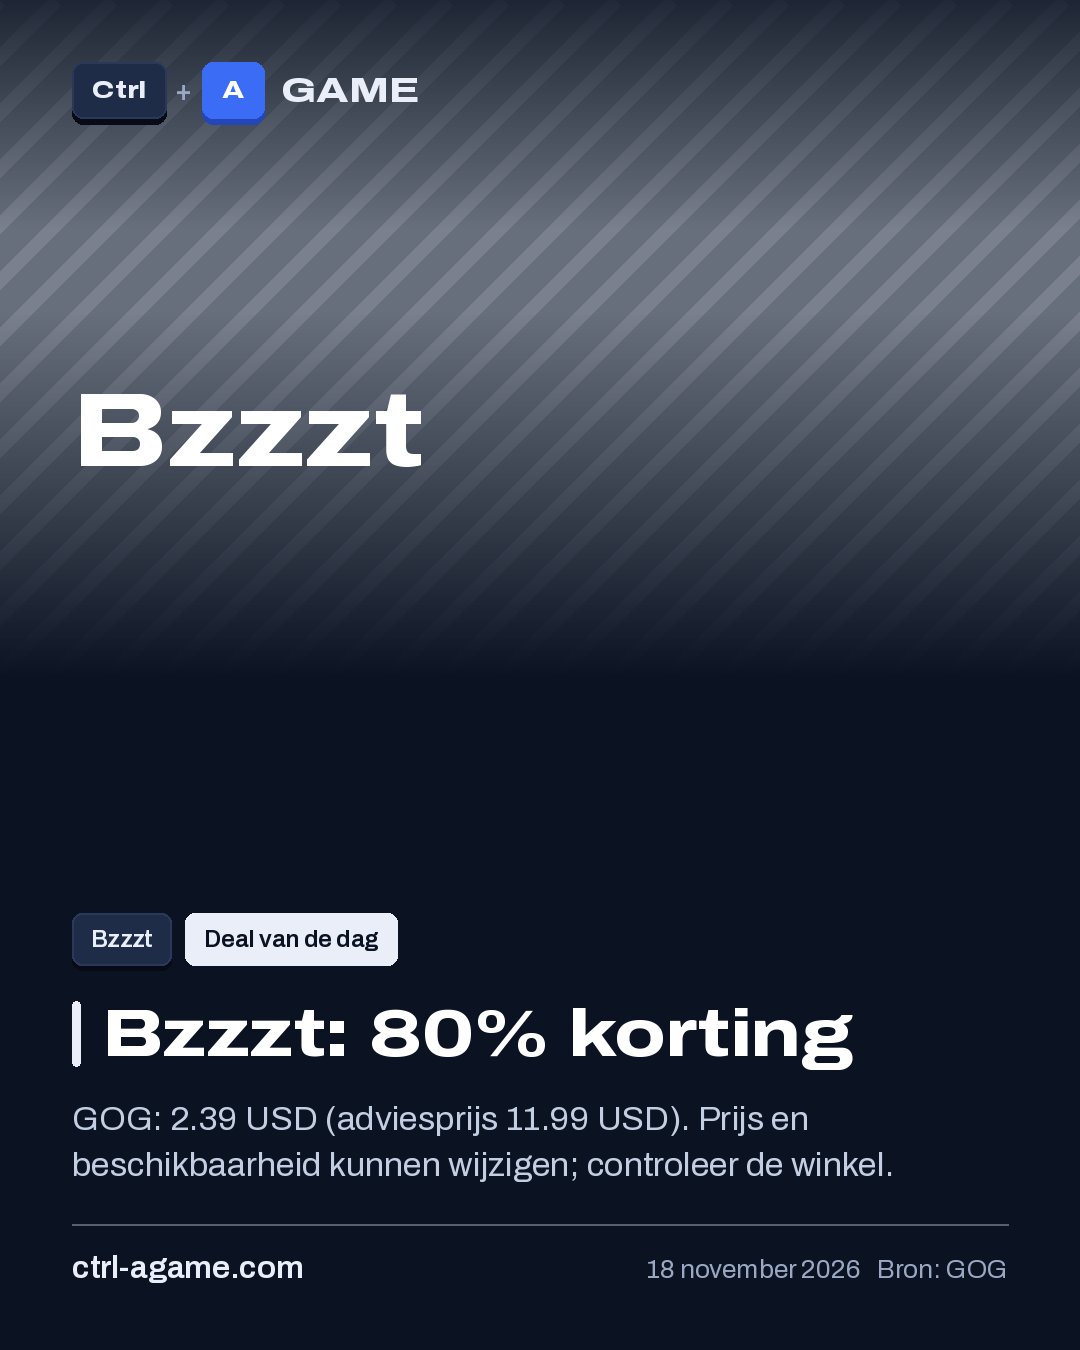 Ctrl + A GAME
Bzzzt
Bzzzt Deal van de dag
Bzzzt: 80% korting
GOG: 2.39 USD (adviesprijs 11.99 USD). Prijs en
beschikbaarheid kunnen wijzigen; controleer de winkel.
ctrl-agame.com 18 november 2026 Bron: GOG